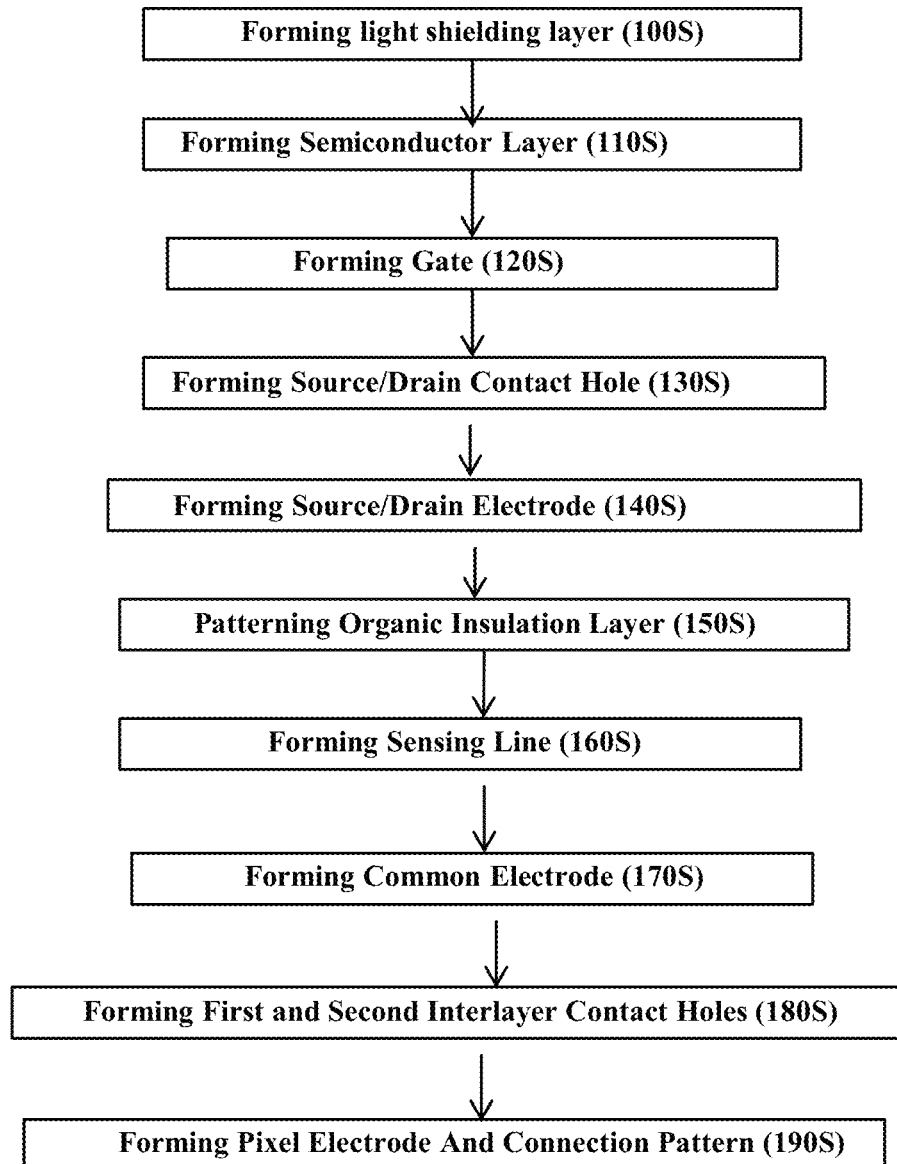 Forming light shielding layer (100S)
Forming Semiconductor Layer (110S)
Forming Gate (120S)
Forming Source/Drain Contact Hole (130S)
Forming Source/Drain Electrode (140S)
Patterning Organic Insulation Layer (150S)
Forming Sensing Line (160S)
Forming Common Electrode (170S)
Forming First and Second Interlayer Contact Holes (180S)
Forming Pixel Electrode And Connection Pattern (190S)